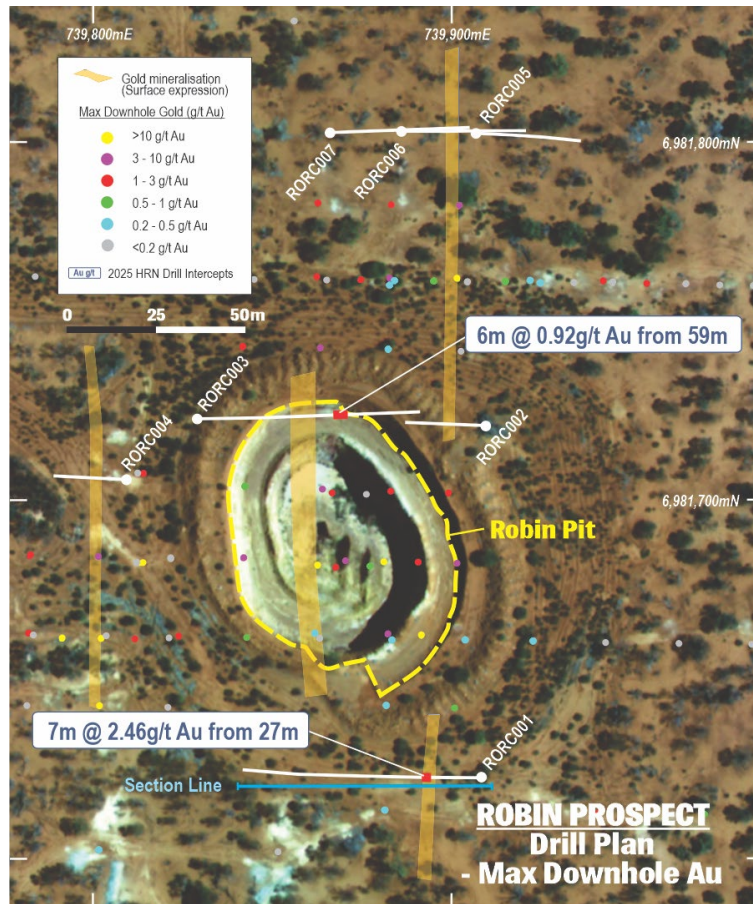 739,800mE
739,900mE
Gold mineralisation
(Surface expression)
Max Downhole Gold (g/t Au)
>10 g/t Au
3 - 10 g/t Au
1 - 3 g/t Au
0.5 - 1 g/t Au
0.2 - 0.5 g/t Au
<0.2 g/t Au
Au g/t 2025 HRN Drill Intercepts
0 25 50m
RORC007
RORC006
RORC005
6,981,800mN
6m @ 0.92g/t Au from 59m
RORC003
RORC004
RORC002
6,981,700mN
Robin Pit
7m @ 2.46g/t Au from 27m
RORC001
Section Line
ROBIN PROSPECT
Drill Plan
- Max Downhole Au